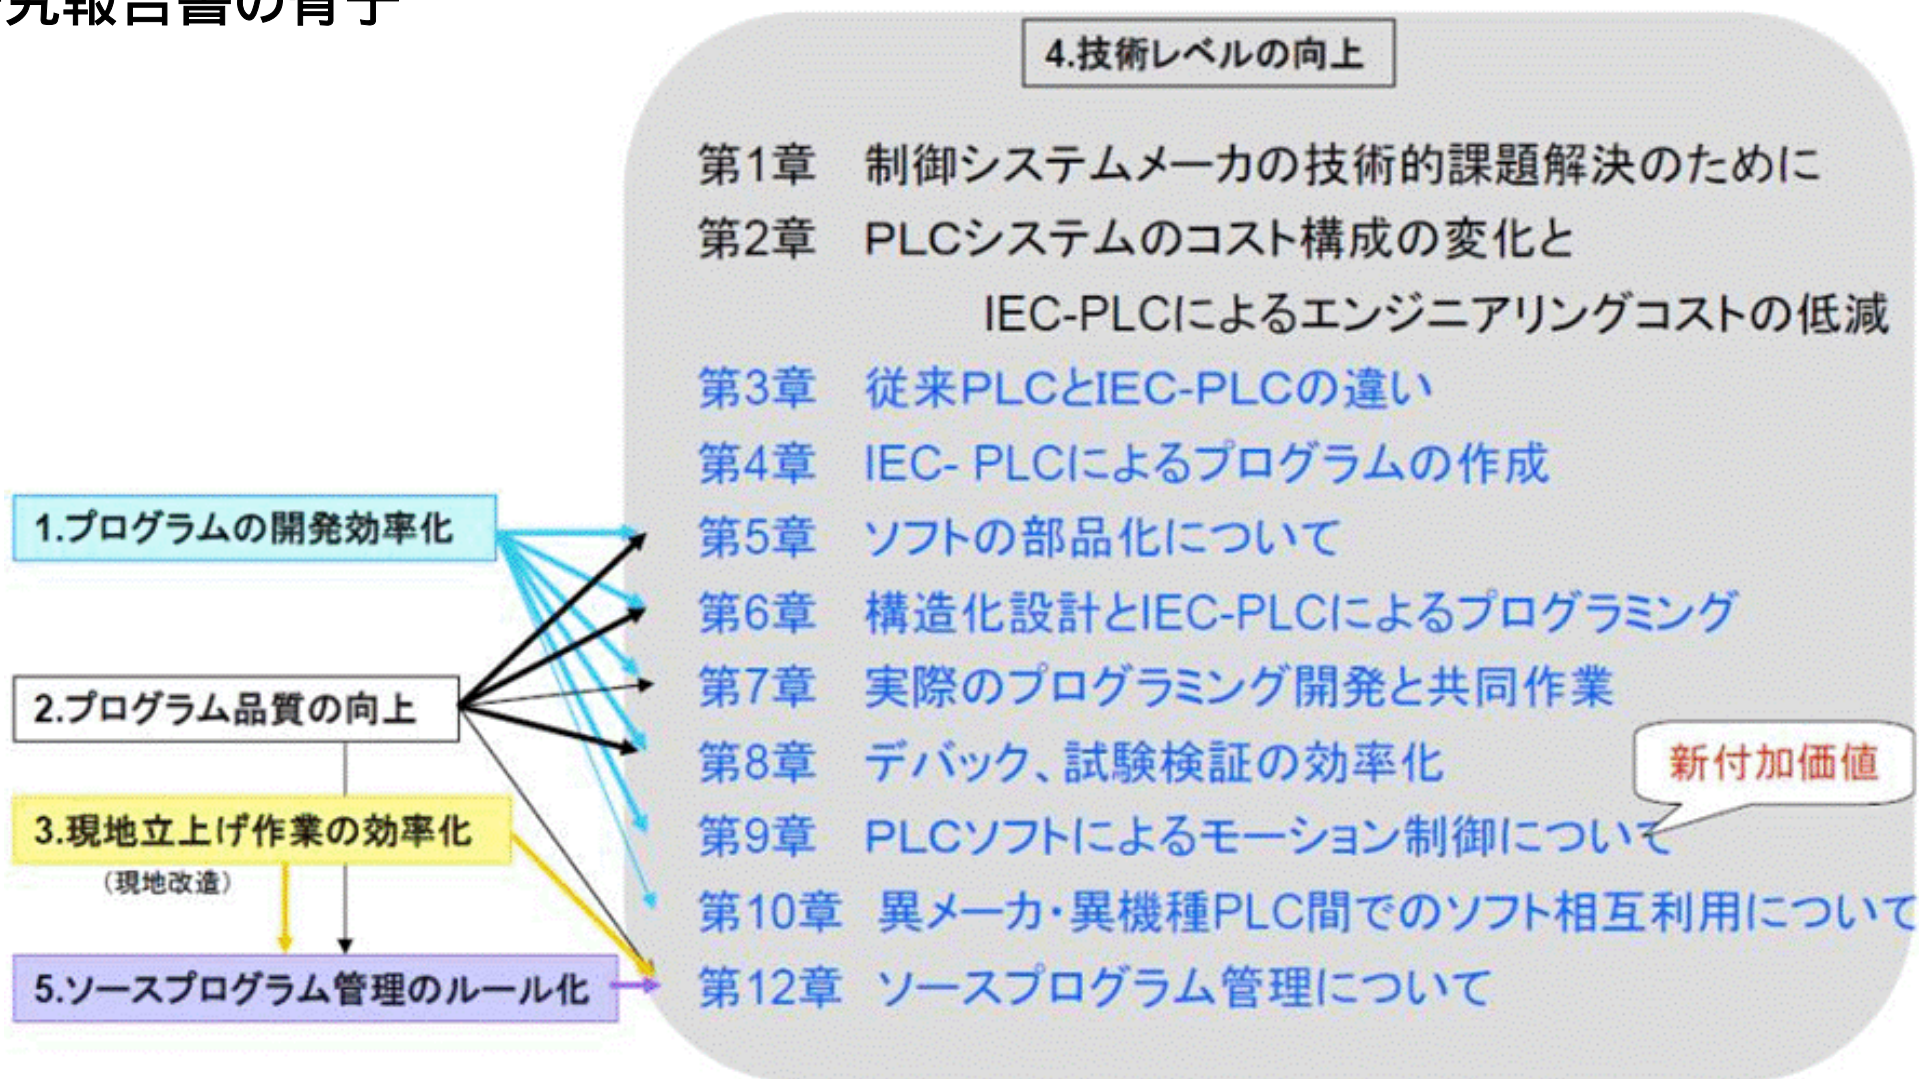 究報告書の骨子
4.技術レベルの向上
第1章 制御システムメーカの技術的課題解決のために
第2章 PLCシステムのコスト構成の変化と
IEC-PLCによるエンジニアリングコストの低減
第3章 従来PLCとIEC-PLCの違い
第4章 IEC- PLCによるプログラムの作成
第5章 ソフトの部品化について
第6章 構造化設計とIEC-PLCによるプログラミング
第7章 実際のプログラミング開発と共同作業
第8章 デバック、試験検証の効率化
新付加価値
第9章 PLCソフトによるモーション制御について
第10章 異メーカ・異機種PLC間でのソフト相互利用について
第12章 ソースプログラム管理について
1.プログラムの開発効率化
2.プログラム品質の向上
3.現地立上げ作業の効率化
（現地改造）
5.ソースプログラム管理のルール化